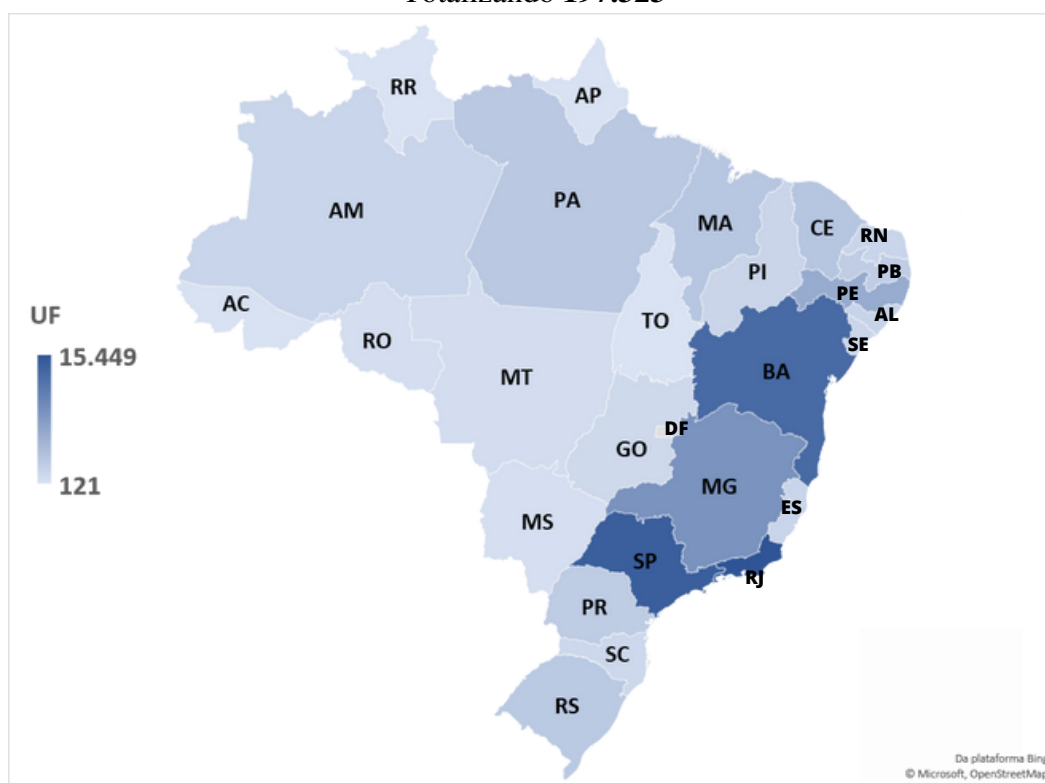 RR
AP
AM
PA
MA
CE
RN
PI
PB
PE
AC
TO
AL
UF
RO
SE
15.449
BA
MT
DF
GO
121
MG
ES
MS
SP
RJ
PR
SC
RS
Da plataforma Bing
© Microsoft, OpenStreetMap